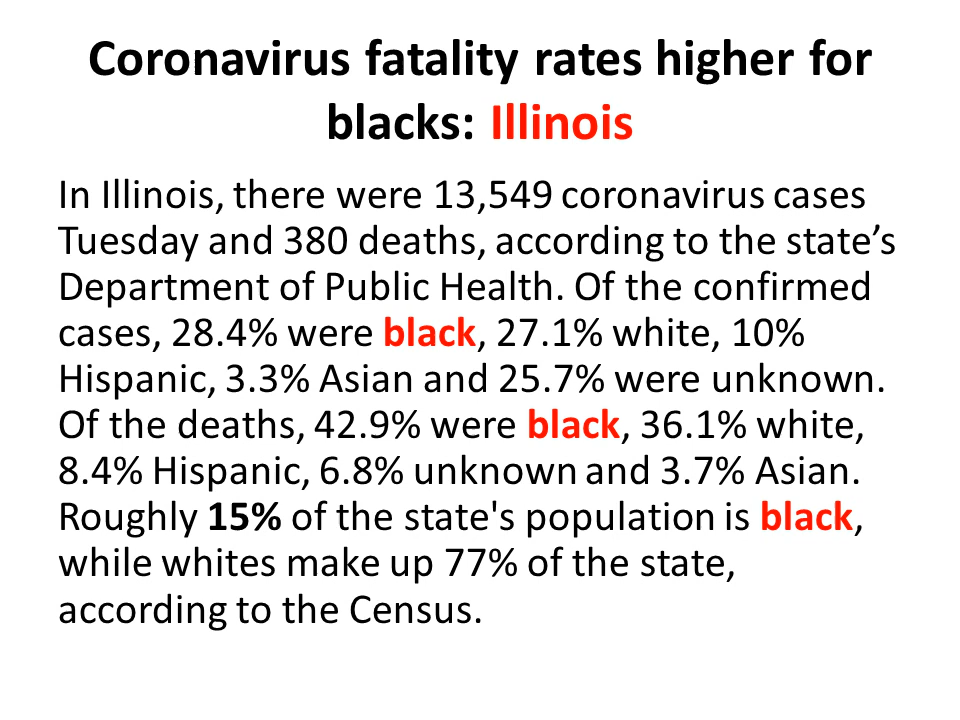 Coronavirus fatality rates higher for
blacks: Illinois
In Illinois, there were 13,549 coronavirus cases
Tuesday and 380 deaths, according to the state’s
Department of Public Health. Of the confirmed
cases, 28.4% were black, 27.1% white, 10%
Hispanic, 3.3% Asian and 25.7% were unknown.
Of the deaths, 42.9% were black, 36.1% white,
8.4% Hispanic, 6.8% unknown and 3.7% Asian.
Roughly 15% of the state's population is black,
while whites make up 77% of the state,
according to the Census.